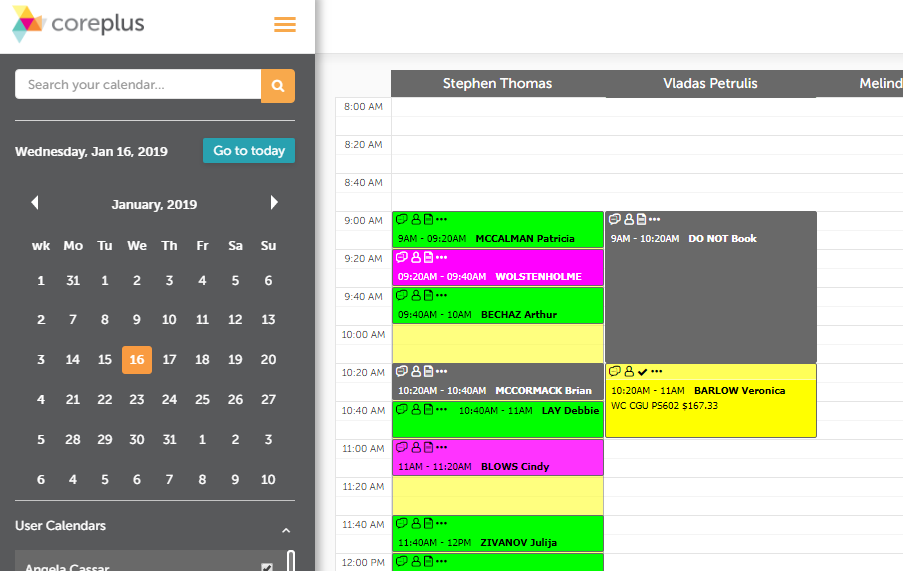 coreplus
Search your calendar...
Wednesday, Jan 16, 2019
Go to today
January, 2019
wk Mo Tu We Th Fr Sa Su
1 31 1 2 3 4 5 6
2 7 8 9 10 11 12 13
3 14 15 16 17 18 19 20
4 21 22 23 24 25 26 27
5 28 29 30 31 1 2 3
6 4 5 6 7 8 9 10
User Calendars
Angela Cassar
Stephen Thomas
Vladas Petrulis
Melind
8:00 AM
8:20 AM
8:40 AM
9:00 AM
9AM - 09:20AM MCCALMAN Patricia
9AM - 10:20AM DO NOT Book
9:20 AM
09:20AM - 09:40AM WOLSTENHOLME
9:40 AM
09:40AM - 10AM BECHAZ Arthur
10:00 AM
10:20 AM
10:20AM - 10:40AM MCCORMACK Brian
10:20AM - 11AM BARLOW Veronica
WC CGU PS602 $167.33
10:40 AM
10:40AM - 11AM LAY Debbie
11:00 AM
11AM - 11:20AM BLOWS Cindy
11:20 AM
11:40 AM
11:40AM - 12PM ZIVANOV Julija
12:00 PM